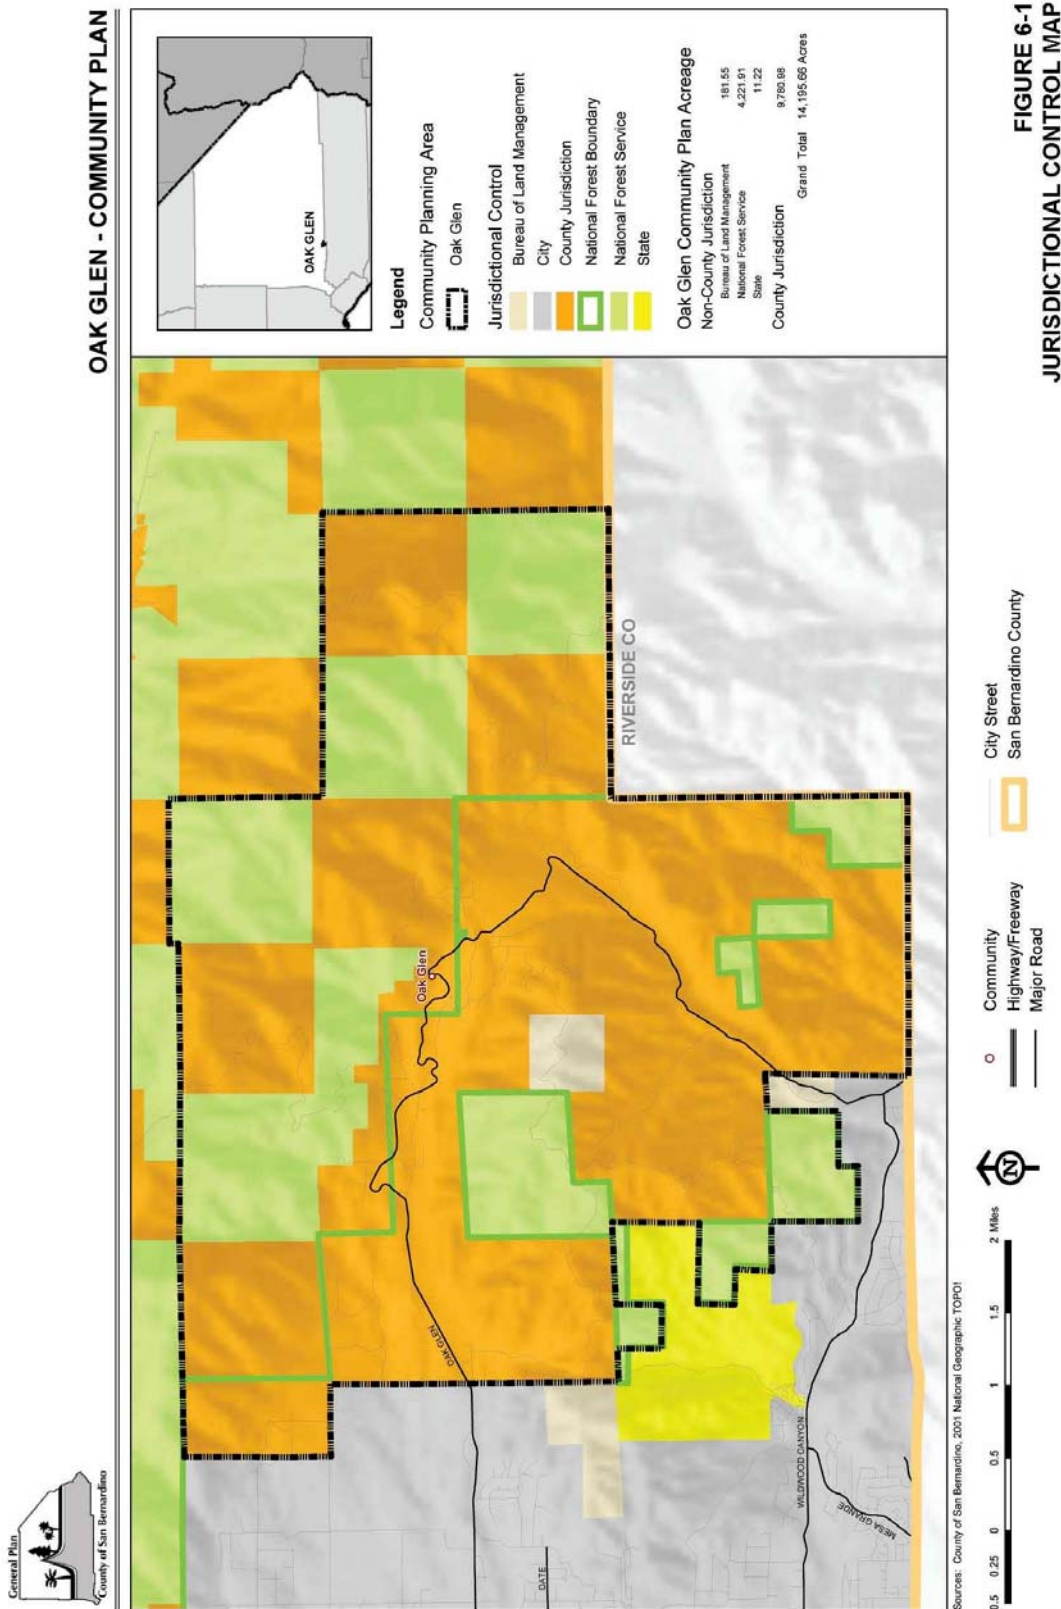 General Plan
County of San Bernardino
OAK GLEN - COMMUNITY PLAN
OAK GLEN
Legend
Community Planning Area
Oak Glen
Jurisdictional Control
Bureau of Land Management
City
County Jurisdiction
National Forest Boundary
National Forest Service
State
Oak Glen Community Plan Acreage
Non-County Jurisdiction
Bureau of Land Management 181.55
National Forest Service 4,221.91
State 11.22
County Jurisdiction 9,780.98
Grand Total 14,195.66 Acres
Oak Glen
OAK GLEN
RIVERSIDE CO
DATE
WILDWOOD CANYON
MESA GRANDE
Sources: County of San Bernardino, 2001 National Geographic TOPO!
0.5 0.25 0 0.5 1 1.5 2 Miles
N
Community
Highway/Freeway
Major Road
City Street
San Bernardino County
FIGURE 6-1
JURISDICTIONAL CONTROL MAP